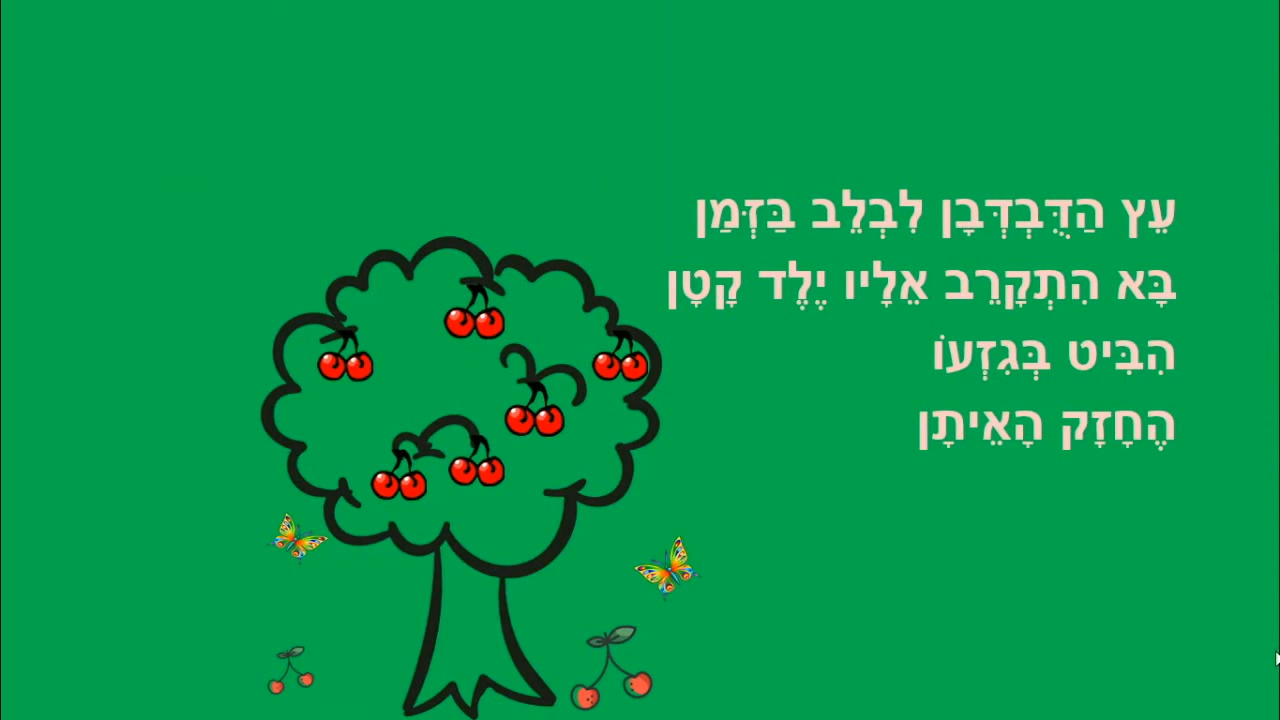 עֵץ הַדֻּבְדְּבָן לִבְלֵב בַּזְּמַן
בָּא הִתְקָרֵב אֵלָיו יֶלֶד קָטָן
הִבִּיט בְּגִזְעוֹ
הֶחָזָק הָאֵיתָן